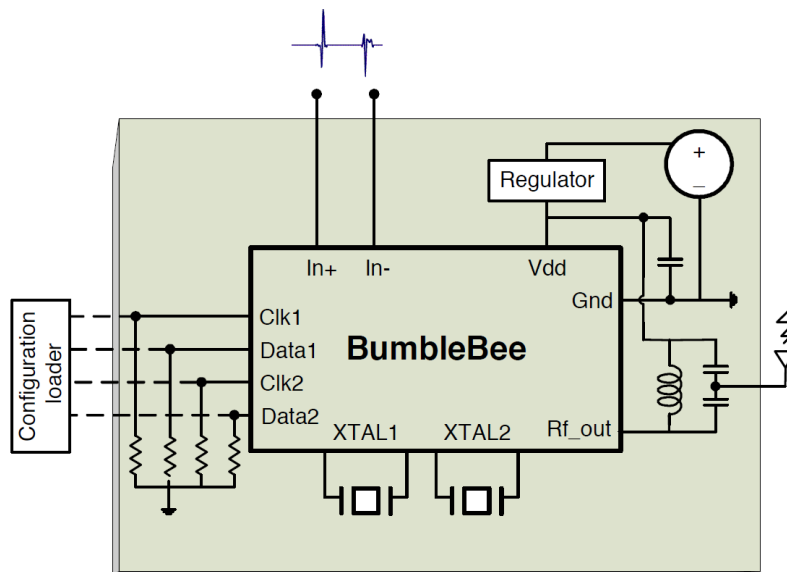 +
_
Regulator
In+
In-
Vdd
Gnd
Configuration
loader
Clk1
Data1
Clk2
Data2
BumbleBee
XTAL1
XTAL2
Rf_out